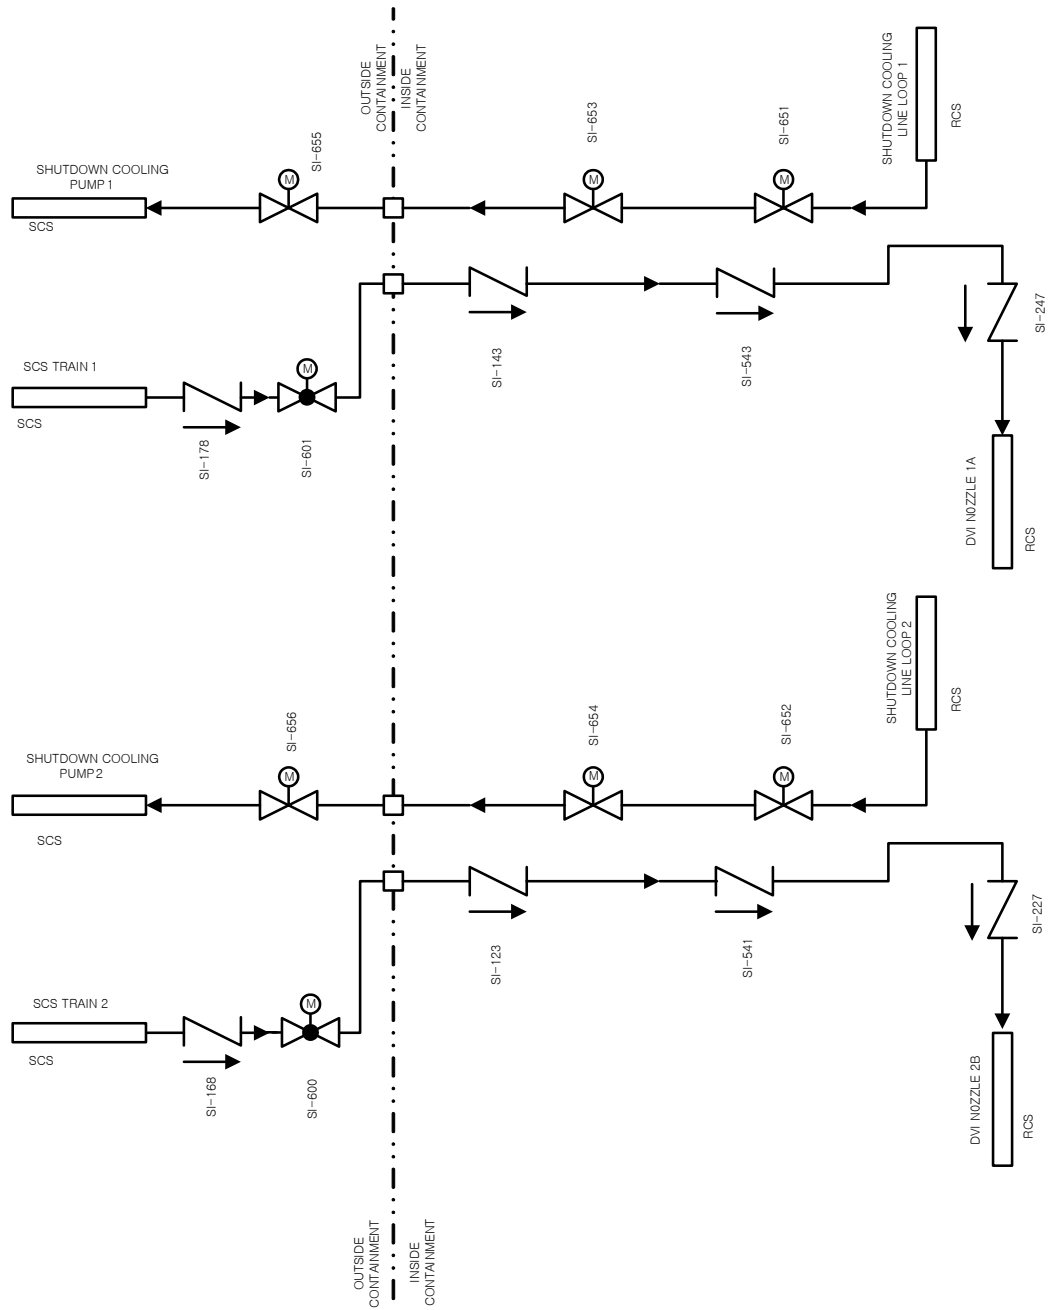 OUTSIDE
CONTAINMENT
INSIDE
CONTAINMENT
SHUTDOWN COOLING
LINE LOOP 1
RCS
SI-655
M
SI-653
M
SI-651
M
SHUTDOWN COOLING
PUMP 1
SCS
SI-143
SI-543
SI-247
SCS TRAIN 1
SCS
SI-178
M
SI-601
DVI NOZZLE 1A
RCS
SHUTDOWN COOLING
LINE LOOP 2
RCS
SI-656
M
SI-654
M
SI-652
M
SHUTDOWN COOLING
PUMP 2
SCS
SI-123
SI-541
SI-227
SCS TRAIN 2
SCS
SI-168
M
SI-600
DVI NOZZLE 2B
RCS
OUTSIDE
CONTAINMENT
INSIDE
CONTAINMENT